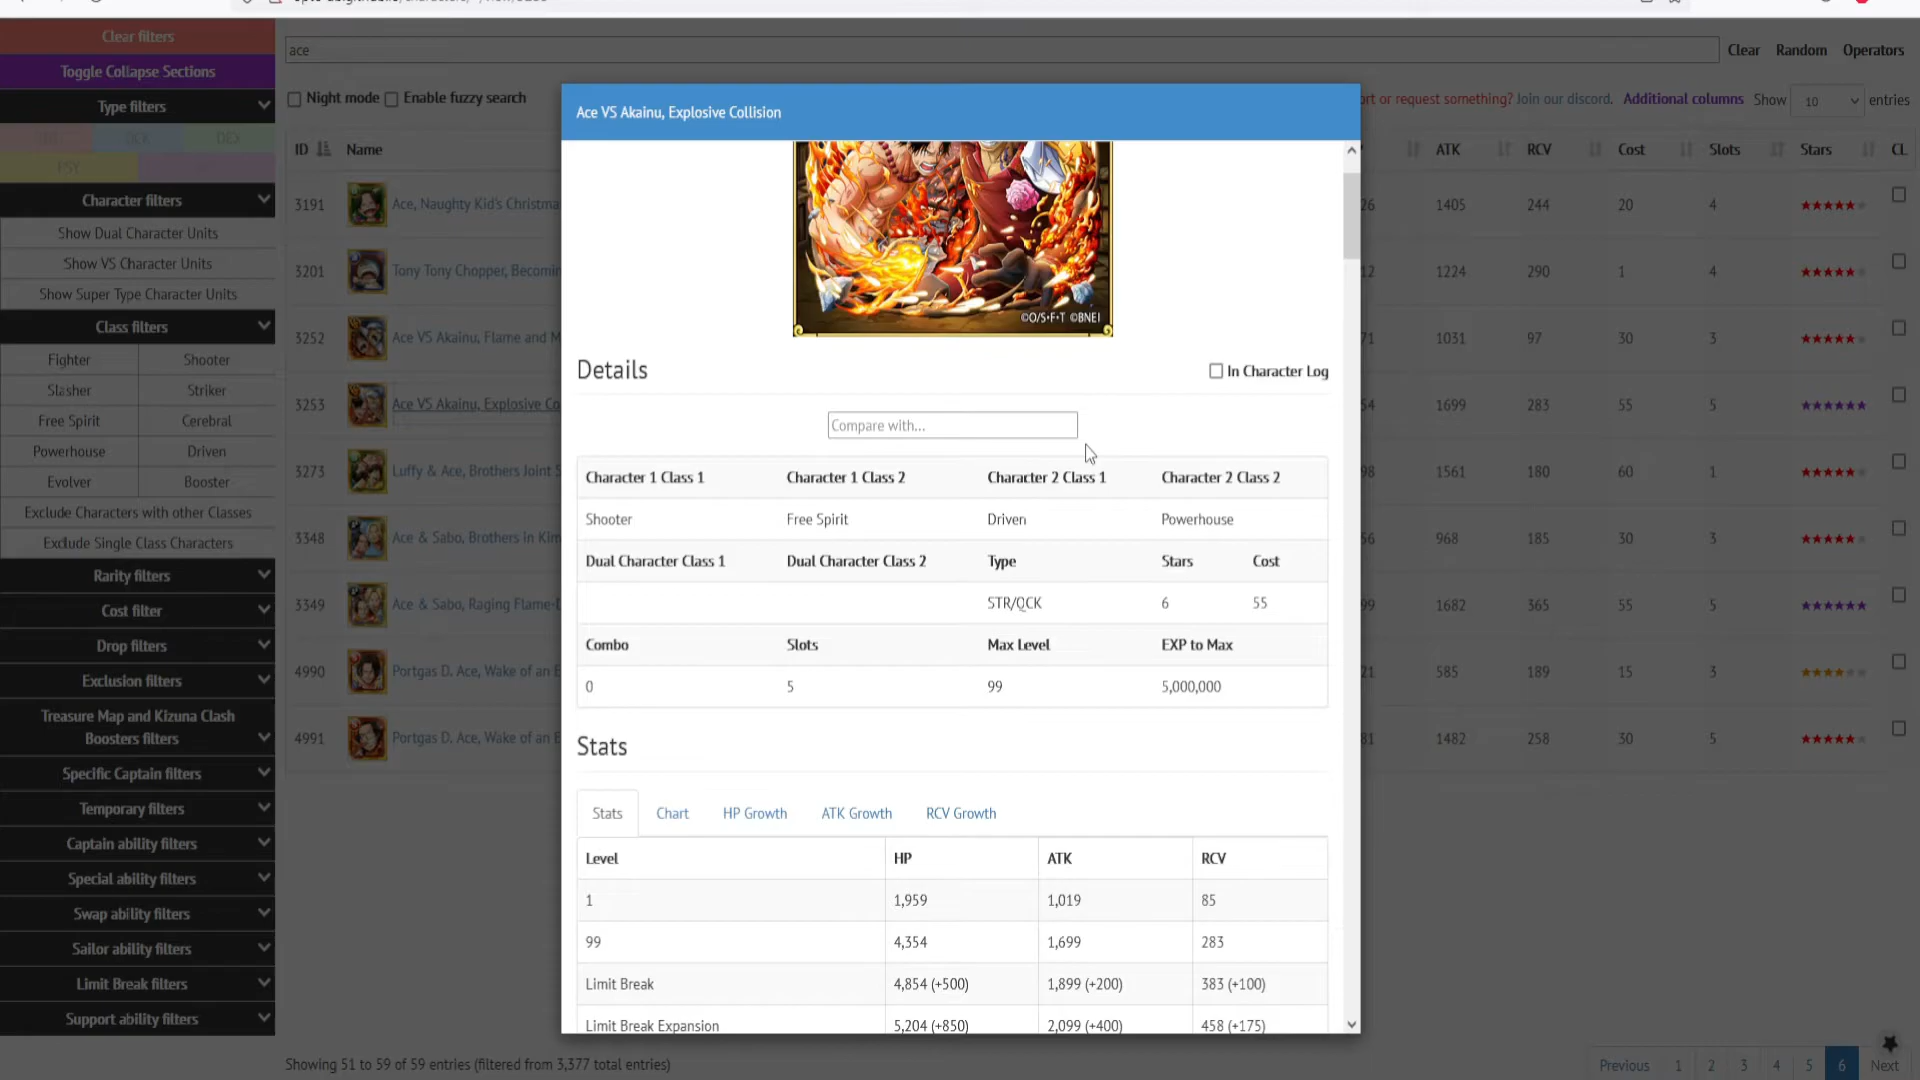 Clear filters
ace
Clear Random Operators
Toggle Collapse Sections
Night mode Enable fuzzy search
Join our discord. Additional columns Show 10 entries
Type filters
QCK
PSY
ID Name
ATK RCV Cost Slots Stars CL
Character filters
Show Dual Character Units
Show VS Character Units
Show Super Type Character Units
Class filters
Fighter Shooter
Slasher Striker
Free Spirit Cerebral
Powerhouse Driven
Evolver Booster
Exclude Characters with other Classes
Exclude Single Class Characters
Rarity filters
Cost filter
Drop filters
Exclusion filters
Treasure Map and Kizuna Clash
Boosters filters
Specific Captain filters
Temporary filters
Captain ability filters
Special ability filters
Swap ability filters
Sailor ability filters
Limit Break filters
Support ability filters
3191 Ace, Naughty Kid's Christma 26 1405 244 20 4 ★★★★★★
3201 Tony Tony Chopper, Becomin 12 1224 290 1 4 ★★★★★★
3252 Ace VS Akainu, Flame and M 71 1031 97 30 3 ★★★★★★
3253 Ace VS Akainu, Explosive Co 54 1699 283 55 5 ★★★★★★
3273 Luffy & Ace, Brothers Joint S 98 1561 180 60 1 ★★★★★★
3348 Ace & Sabo, Brothers in Kim 56 968 185 30 3 ★★★★★★
3349 Ace & Sabo, Raging Flame-D 99 1682 365 55 5 ★★★★★★
4990 Portgas D. Ace, Wake of an E 21 585 189 15 3 ★★★★★★
4991 Portgas D. Ace, Wake of an E 81 1482 258 30 5 ★★★★★★
Showing 51 to 59 of 59 entries (filtered from 3,377 total entries)
Previous 1 2 3 4 5 6 Next
Ace VS Akainu, Explosive Collision
©O/S·F·T ©BNEI
Details
In Character Log
Compare with...
Character 1 Class 1 Character 1 Class 2 Character 2 Class 1 Character 2 Class 2
Shooter Free Spirit Driven Powerhouse
Dual Character Class 1 Dual Character Class 2 Type Stars Cost
STR/QCK 6 55
Combo Slots Max Level EXP to Max
0 5 99 5,000,000
Stats
Stats Chart HP Growth ATK Growth RCV Growth
Level HP ATK RCV
1 1,959 1,019 85
99 4,354 1,699 283
Limit Break 4,854 (+500) 1,899 (+200) 383 (+100)
Limit Break Expansion 5,204 (+850) 2,099 (+400) 458 (+175)